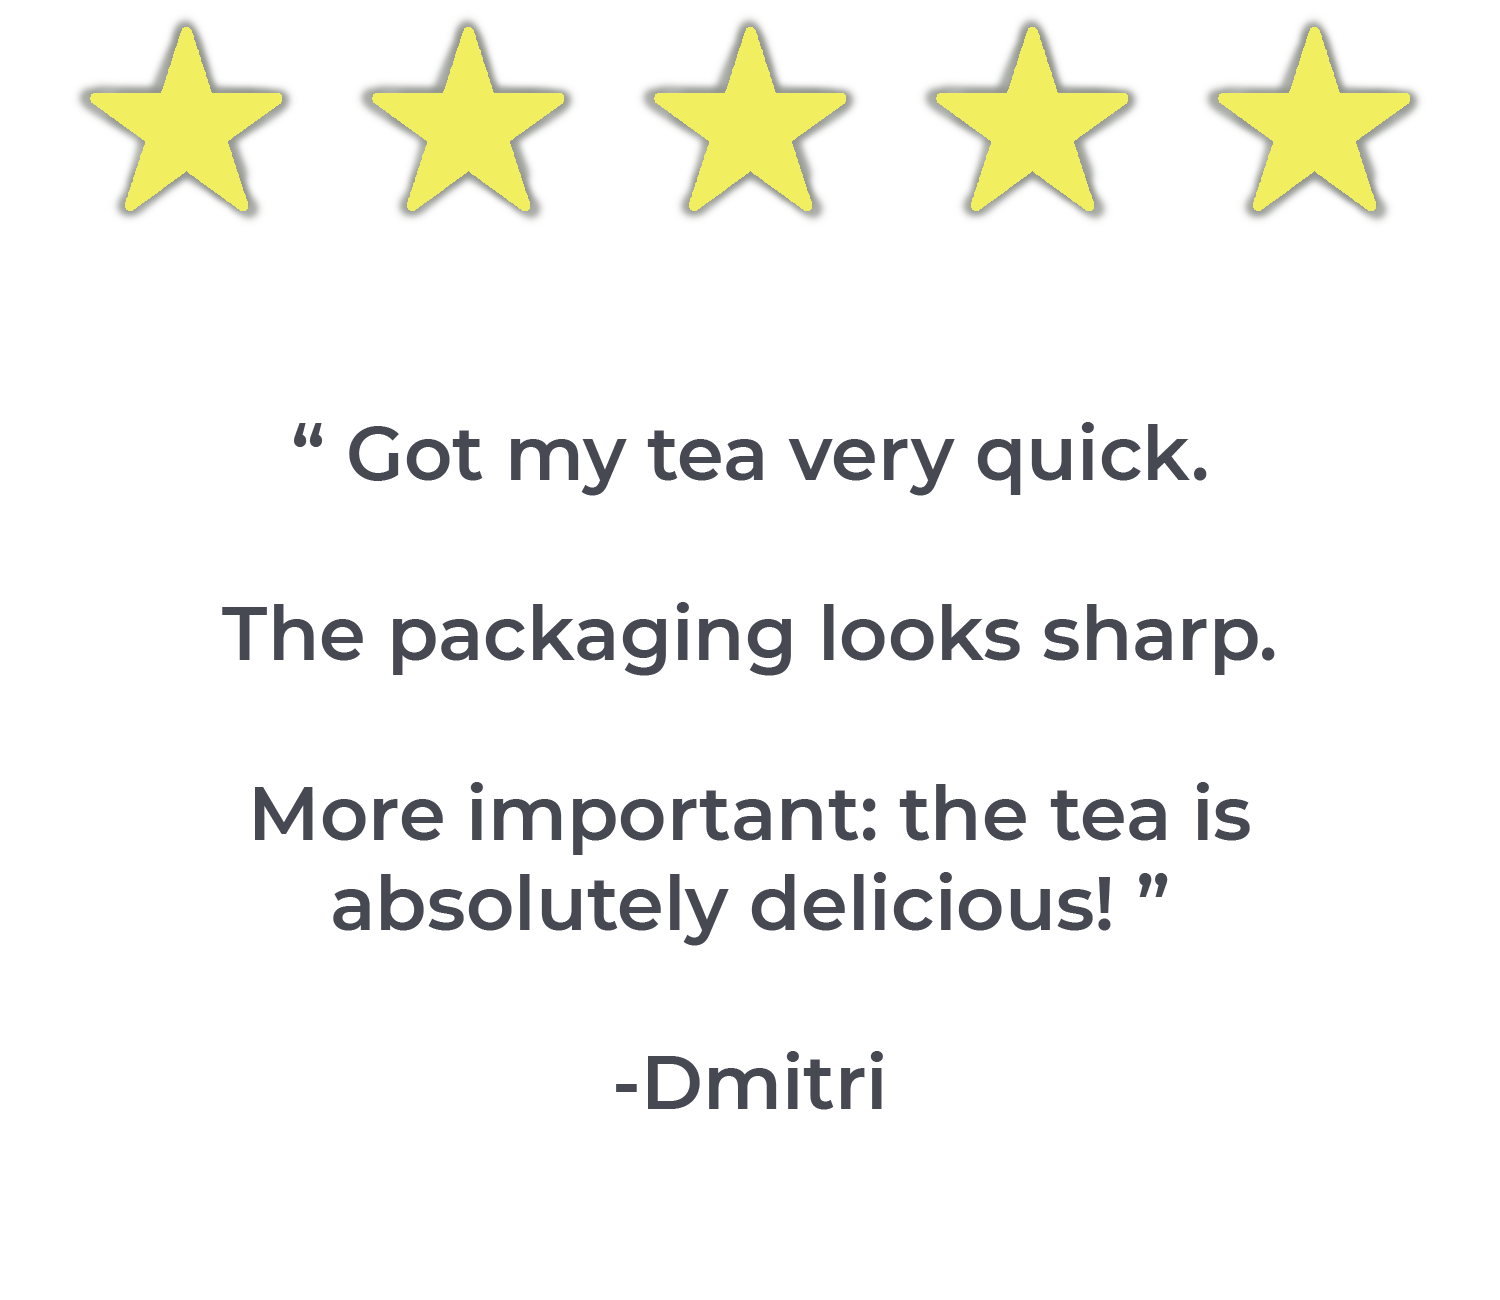 “ Got my tea very quick.
The packaging looks sharp.
More important: the tea is
absolutely delicious! ”
-Dmitri